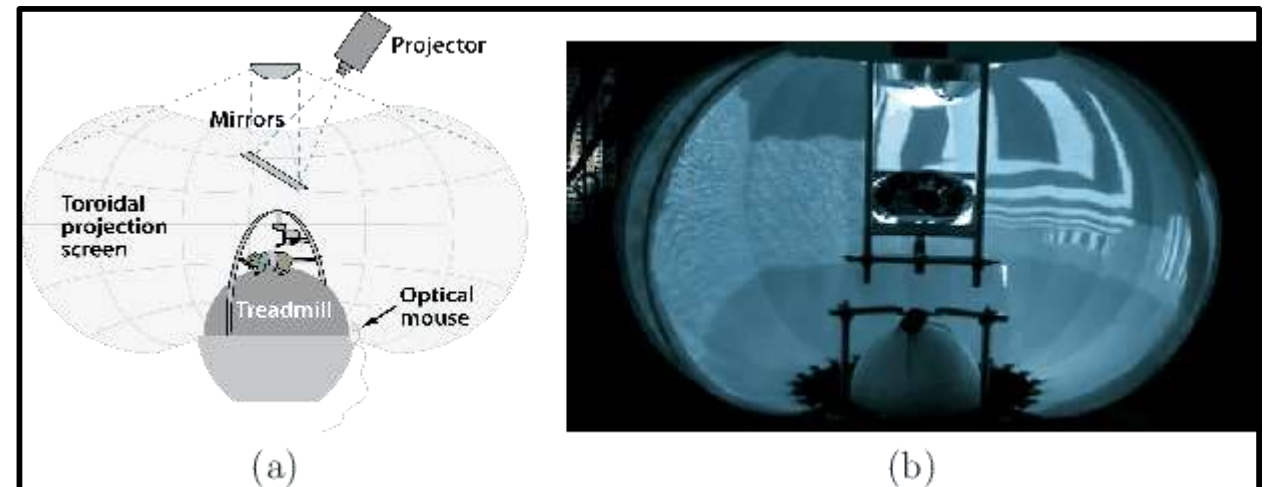 Projector
Mirrors
Toroidal
projection
screen
Optical
mouse
Treadmill
(a)
(b)